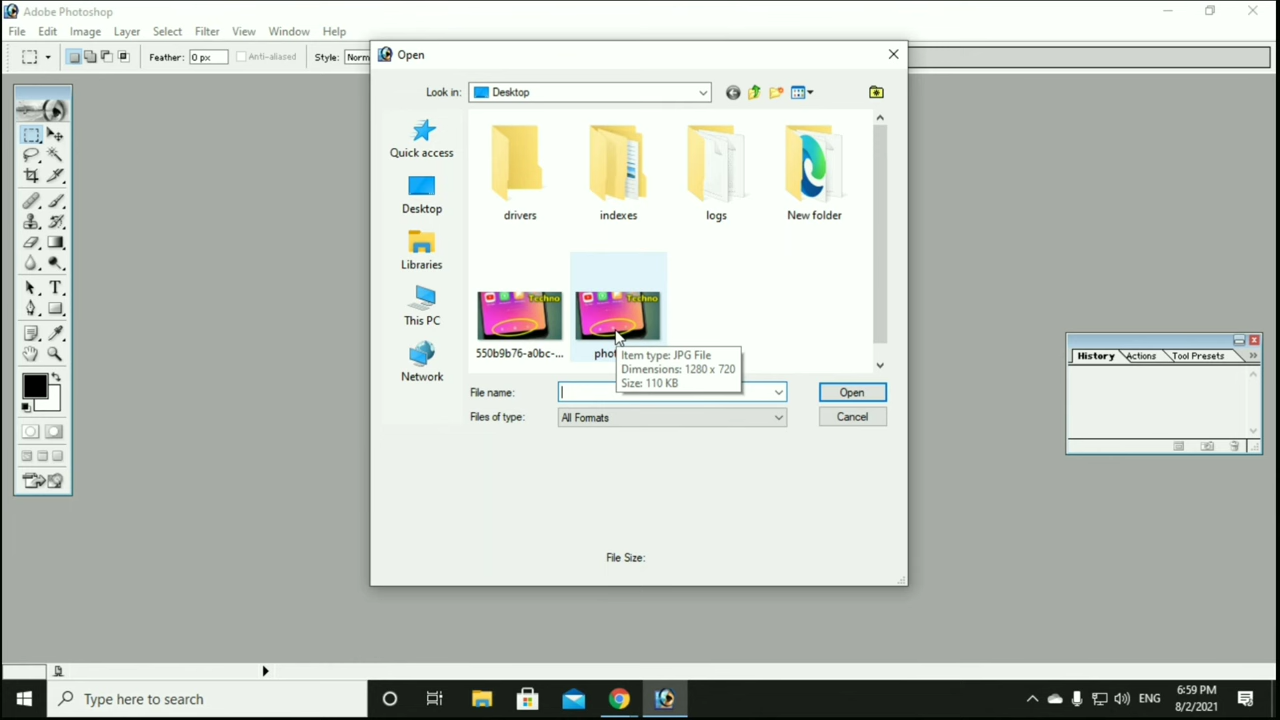 Adobe Photoshop
File Edit Image Layer Select Filter View Window Help
Feather: 0 px Anti-aliased Style: Norm
Open
Look in: Desktop
Quick access
Desktop
Libraries
This PC
Network
drivers indexes logs New folder
Techno Techno
550b9b76-a0bc-...
Item type: JPG File
Dimensions: 1280 x 720
Size: 110 KB
File name: Open
Files of type: All Formats Cancel
File Size:
History Actions Tool Presets
Type here to search
ENG
6:59 PM
8/2/2021